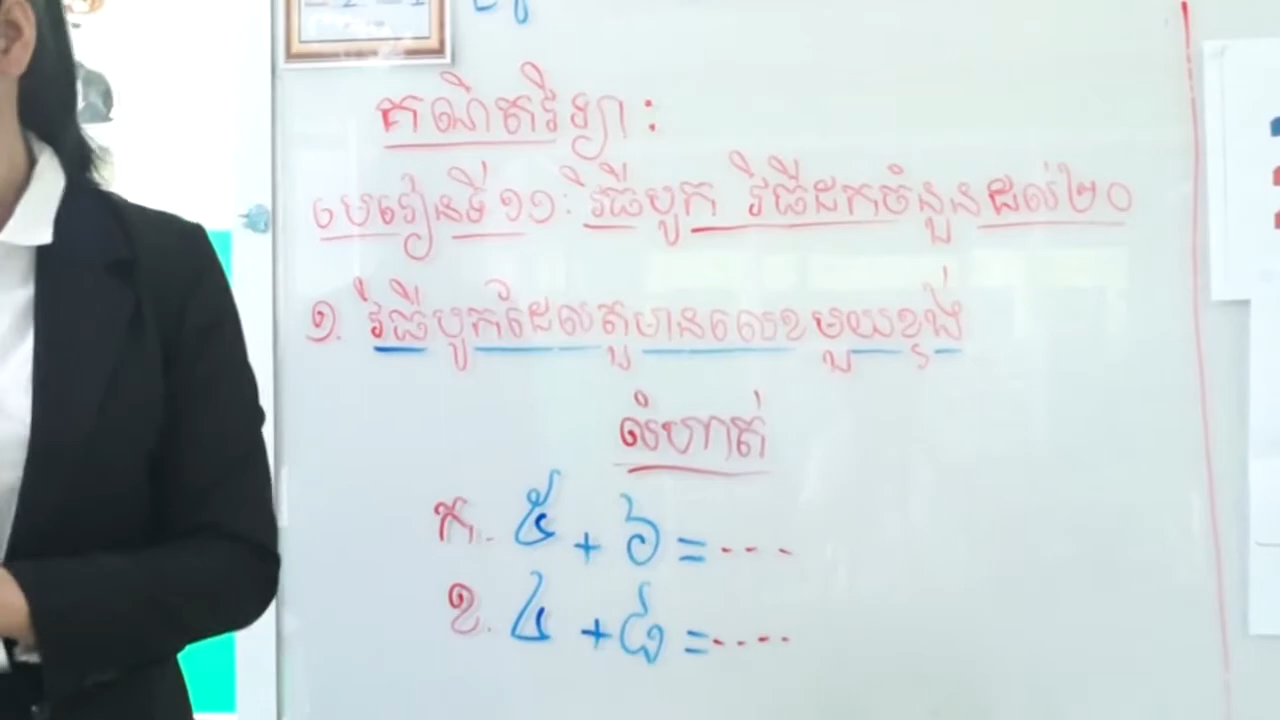 គណិតវិទ្យា :
មេរៀនទី១១: វិធីបូក វិធីដកចំនួនដល់២០
១. វិធីបូកដែលតួមានលេខមួយខ្ទង់
លំហាត់
ក. ៥ + ៦ = ...
ខ. ៤ + ៨ = ....